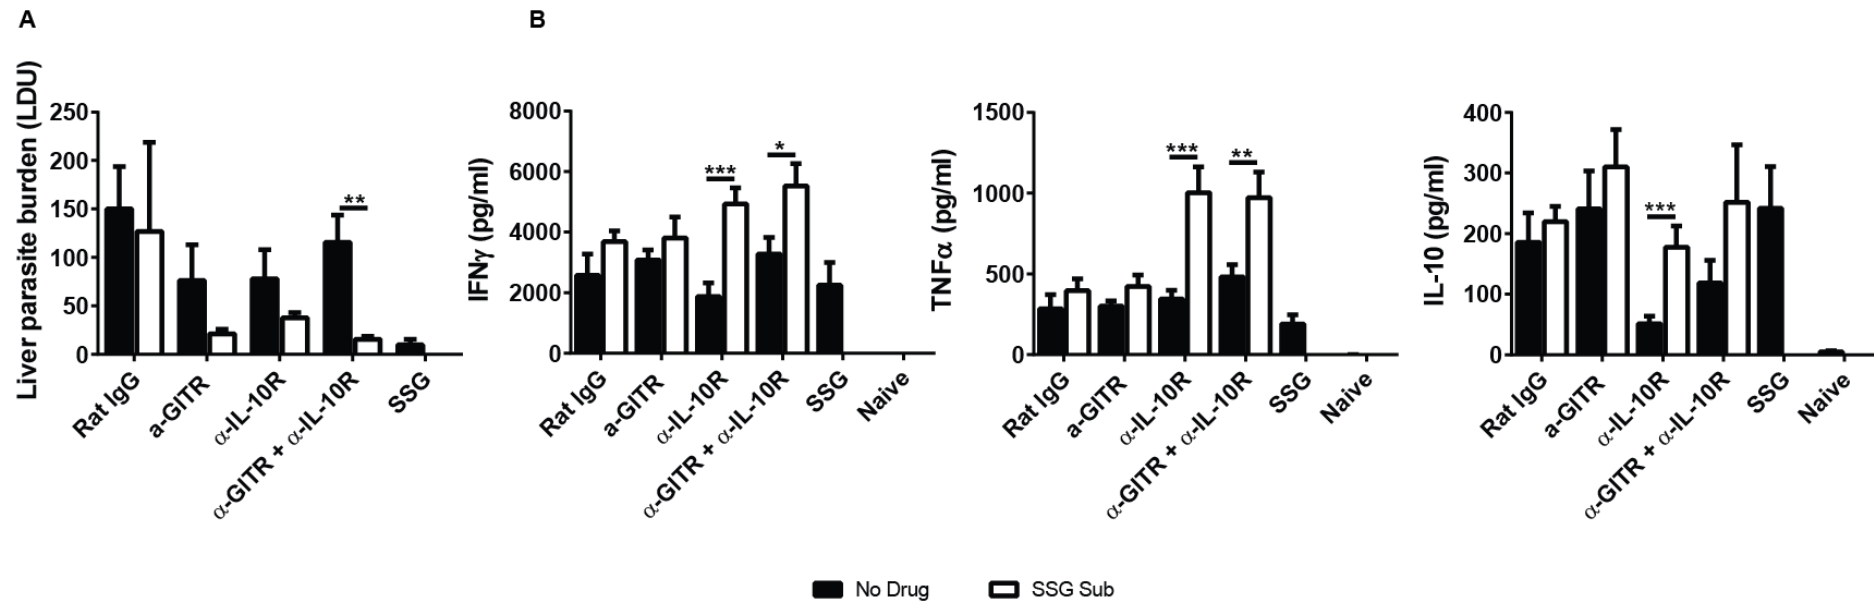 A
B
Liver parasite burden (LDU)
250
200
150
100
50
0
**
Rat IgG
a-GITR
α-IL-10R
α-GITR + α-IL-10R
SSG
IFNγ (pg/ml)
8000
6000
4000
2000
0
***
*
Rat IgG
a-GITR
α-IL-10R
α-GITR + α-IL-10R
SSG
Naive
TNFα (pg/ml)
1500
1000
500
0
***
**
Rat IgG
a-GITR
α-IL-10R
α-GITR + α-IL-10R
SSG
Naive
IL-10 (pg/ml)
400
300
200
100
0
***
Rat IgG
a-GITR
α-IL-10R
α-GITR + α-IL-10R
SSG
Naive
No Drug
SSG Sub